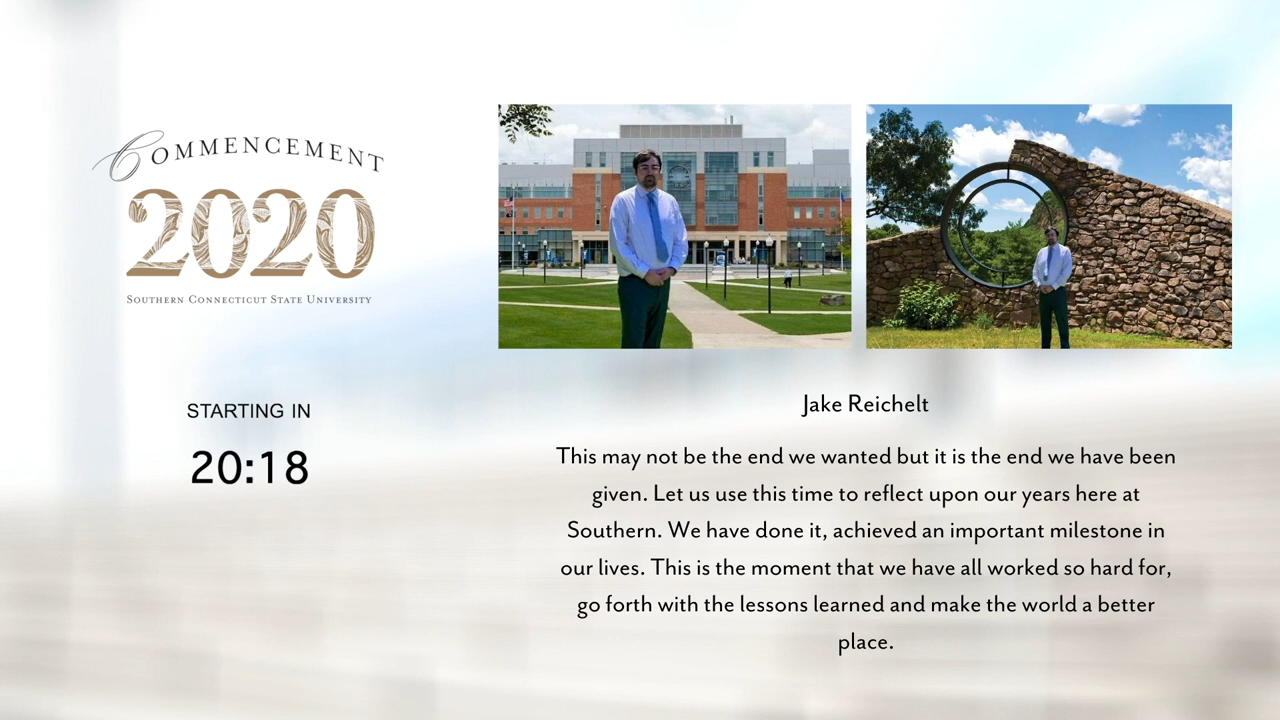 COMMENCEMENT
2020
SOUTHERN CONNECTICUT STATE UNIVERSITY
STARTING IN
20:18
Jake Reichelt
This may not be the end we wanted but it is the end we have been
given. Let us use this time to reflect upon our years here at
Southern. We have done it, achieved an important milestone in
our lives. This is the moment that we have all worked so hard for,
go forth with the lessons learned and make the world a better
place.